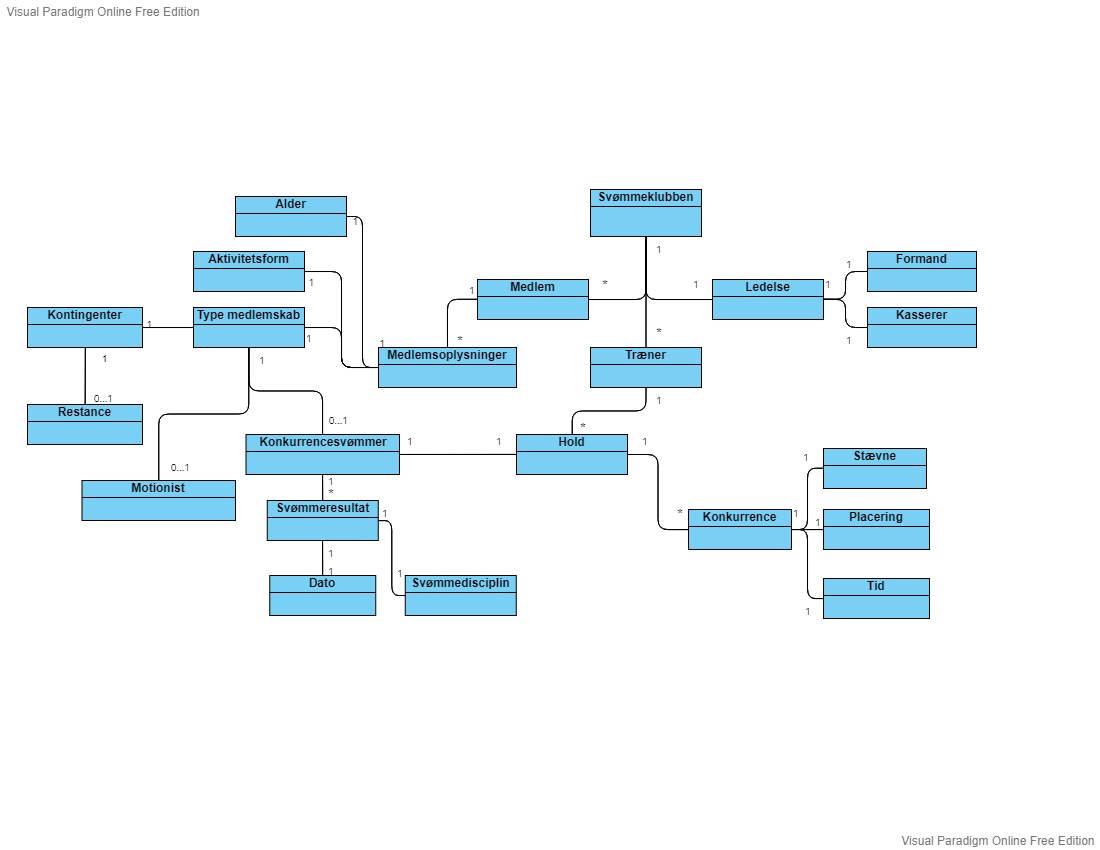 Visual Paradigm Online Free Edition
Svømmeklubben
Alder
1
1
Aktivitetsform
1
Formand
1
Medlem
*
1
Ledelse
1
1
Kontingenter
1
Type medlemskab
1
Kasserer
1
*
*
1
1
Medlemsoplysninger
Træner
1
1
0...1
1
Restance
0...1
*
Konkurrencesvømmer
1
1
Hold
1
Stævne
1
0...1
1
*
Motionist
Svømmeresultat
1
*
Konkurrence
1
1
Placering
1
1
1
Dato
Svømmedisciplin
Tid
1
Visual Paradigm Online Free Edition